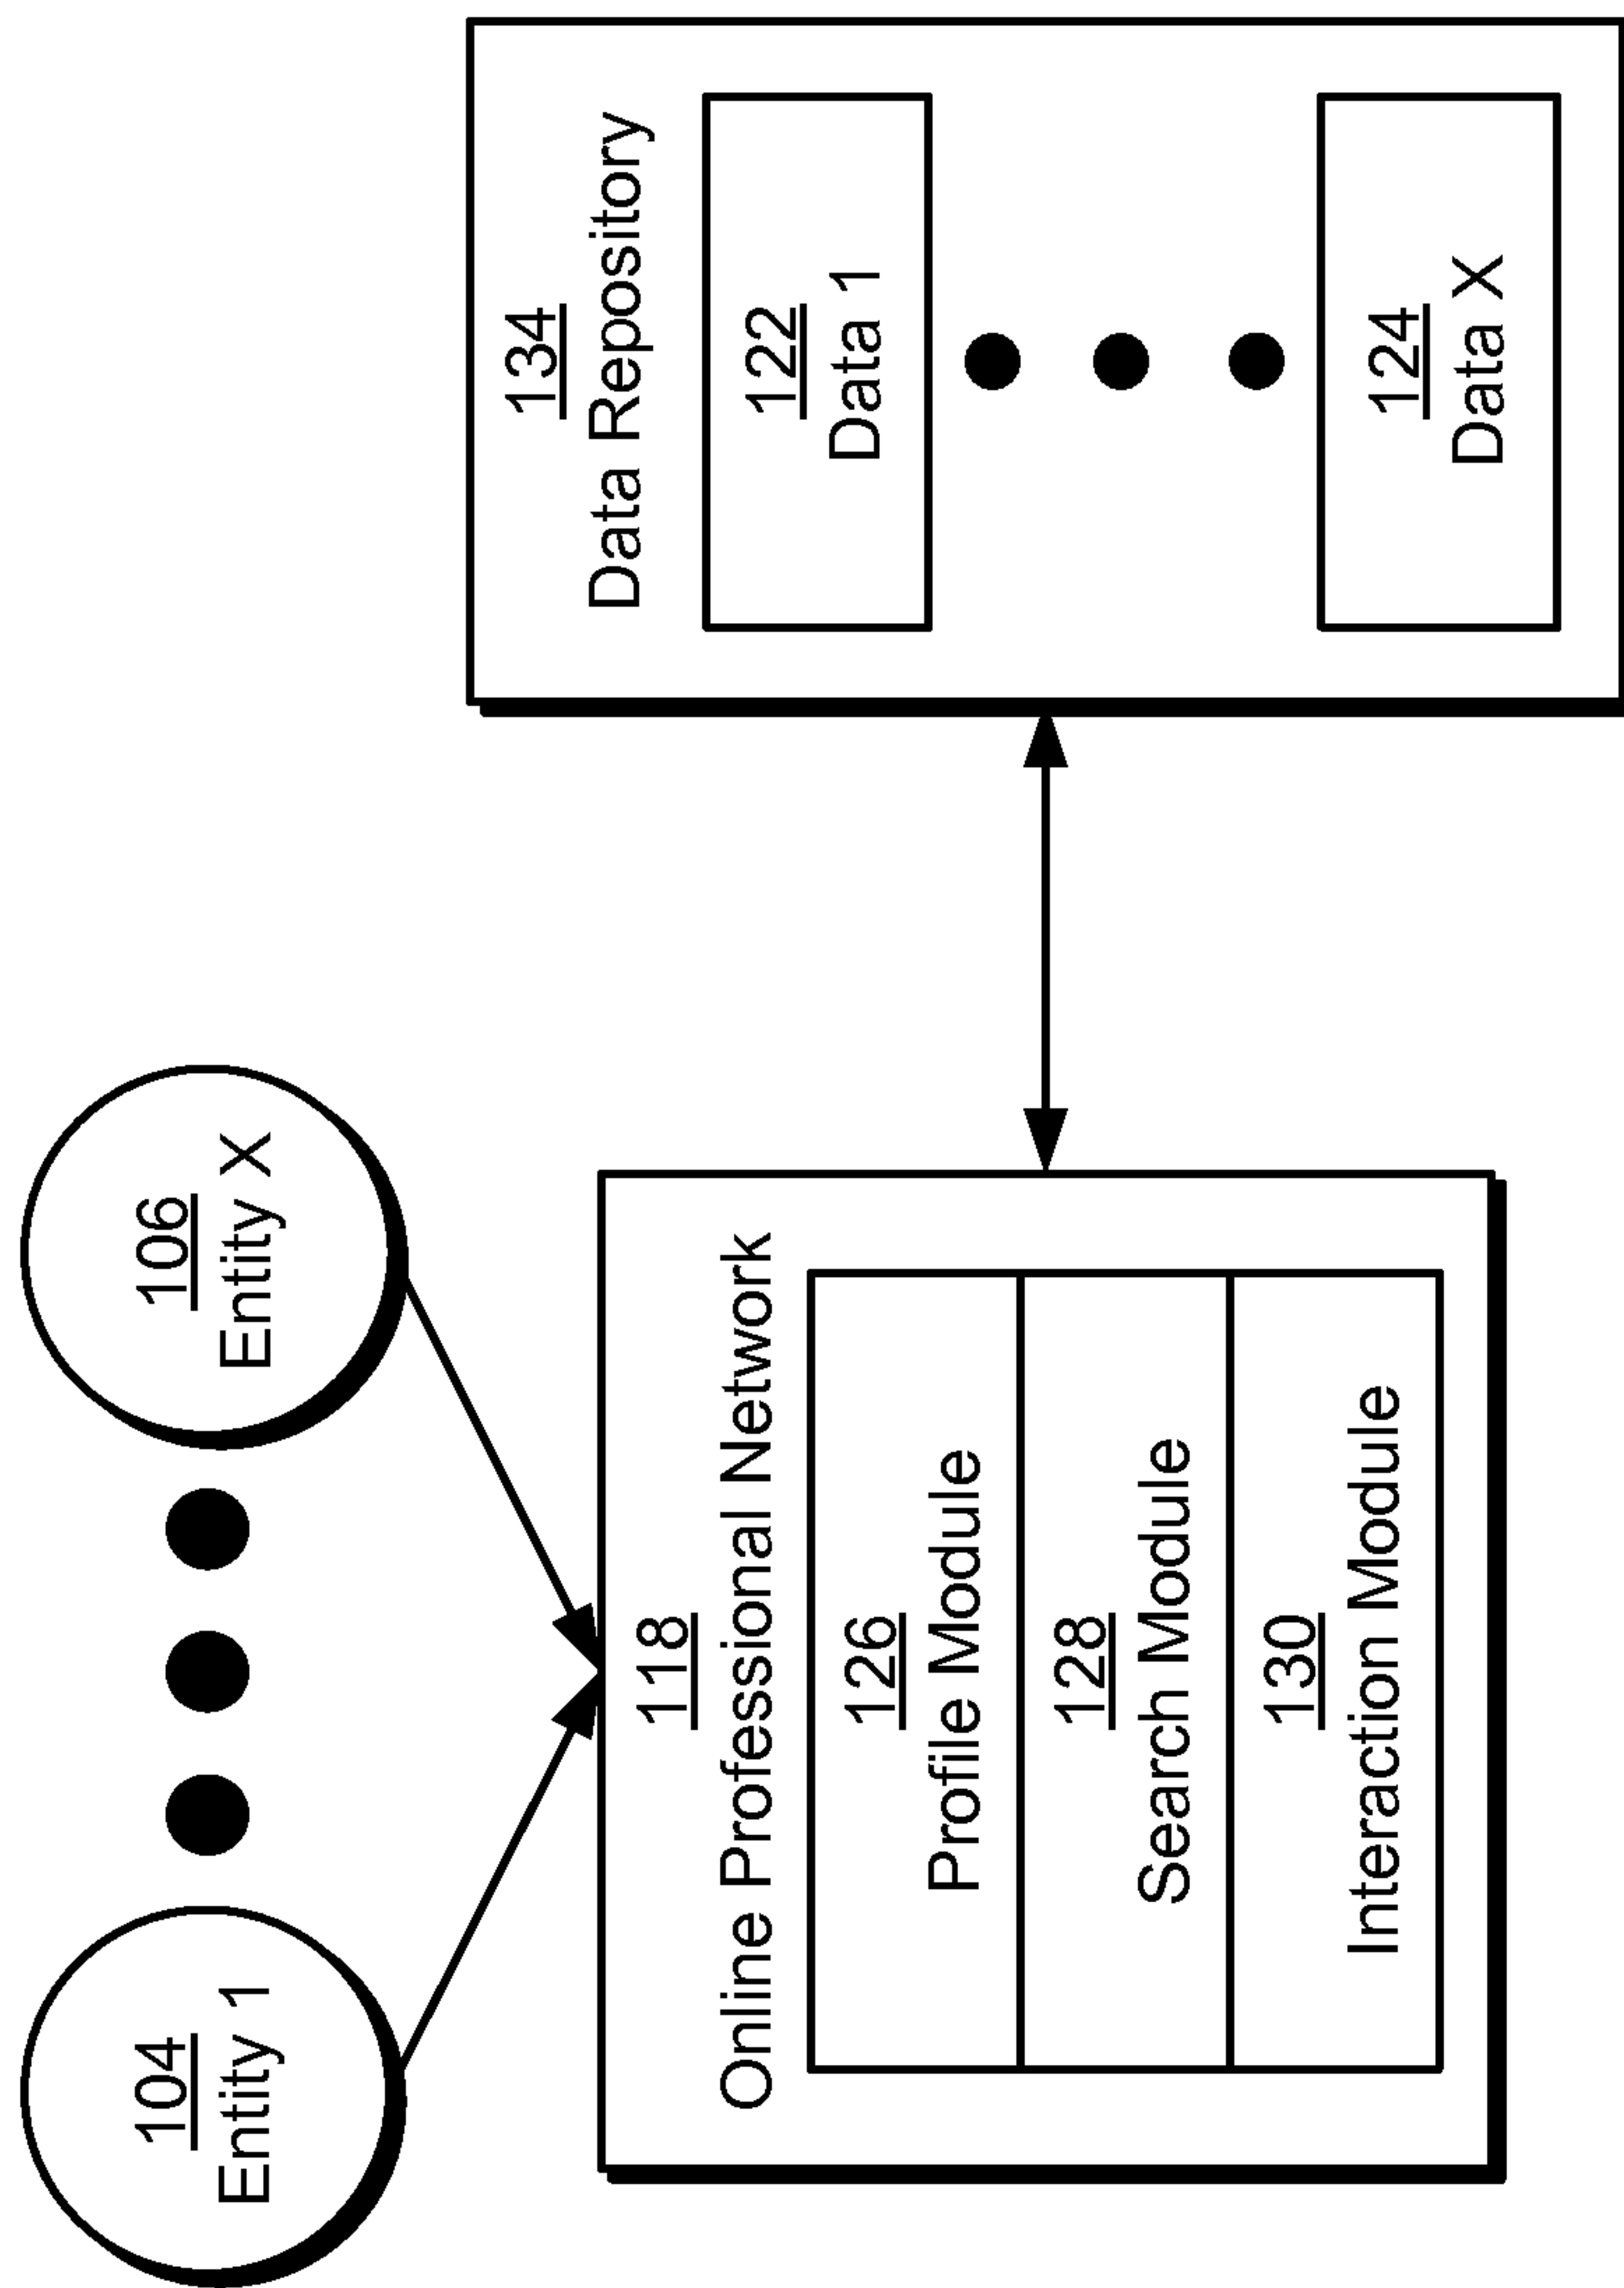 104
Entity 1
106
Entity X
118
Online Professional Network
126
Profile Module
128
Search Module
130
Interaction Module
134
Data Repository
122
Data 1
124
Data X